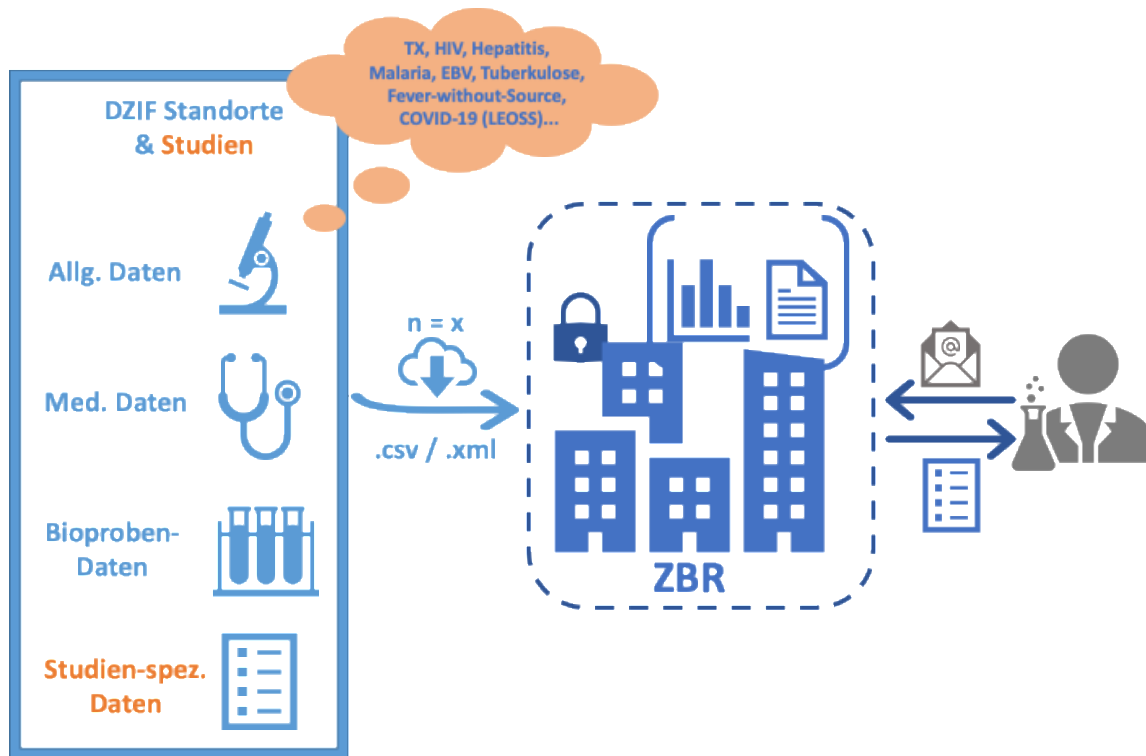 TX, HIV, Hepatitis,
Malaria, EBV, Tuberkulose,
Fever-without-Source,
COVID-19 (LEOSS)...
DZIF Standorte
& Studien
Allg. Daten
Med. Daten
Bioproben-
Daten
Studien-spez.
Daten
n = x
.csv / .xml
ZBR
@